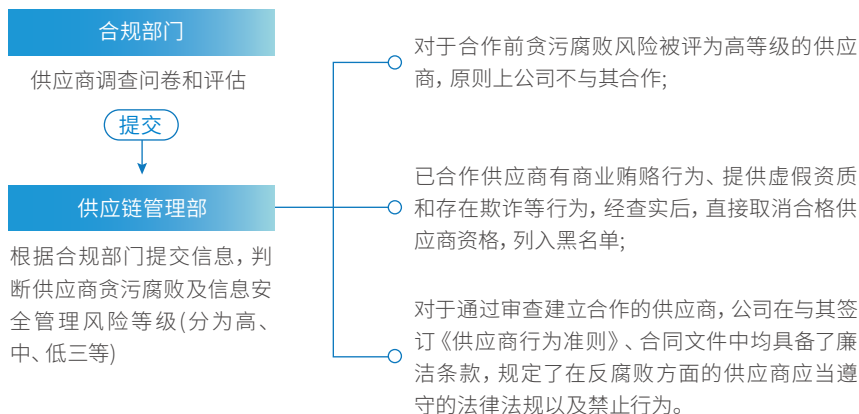 合规部门
供应商调查问卷和评估
提交
供应链管理部
根据合规部门提交信息，判
断供应商贪污腐败及信息安
全管理风险等级(分为高、
中、低三等)
对于合作前贪污腐败风险被评为高等级的供应
商，原则上公司不与其合作;
已合作供应商有商业贿赂行为、提供虚假资质
和存在欺诈等行为，经查实后，直接取消合格供
应商资格，列入黑名单;
对于通过审查建立合作的供应商，公司在与其签
订《供应商行为准则》、合同文件中均具备了廉
洁条款，规定了在反腐败方面的供应商应当遵
守的法律法规以及禁止行为。